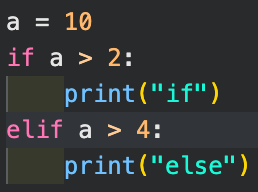 a = 10
if a > 2:
    print("if")
elif a > 4:
    print("else")